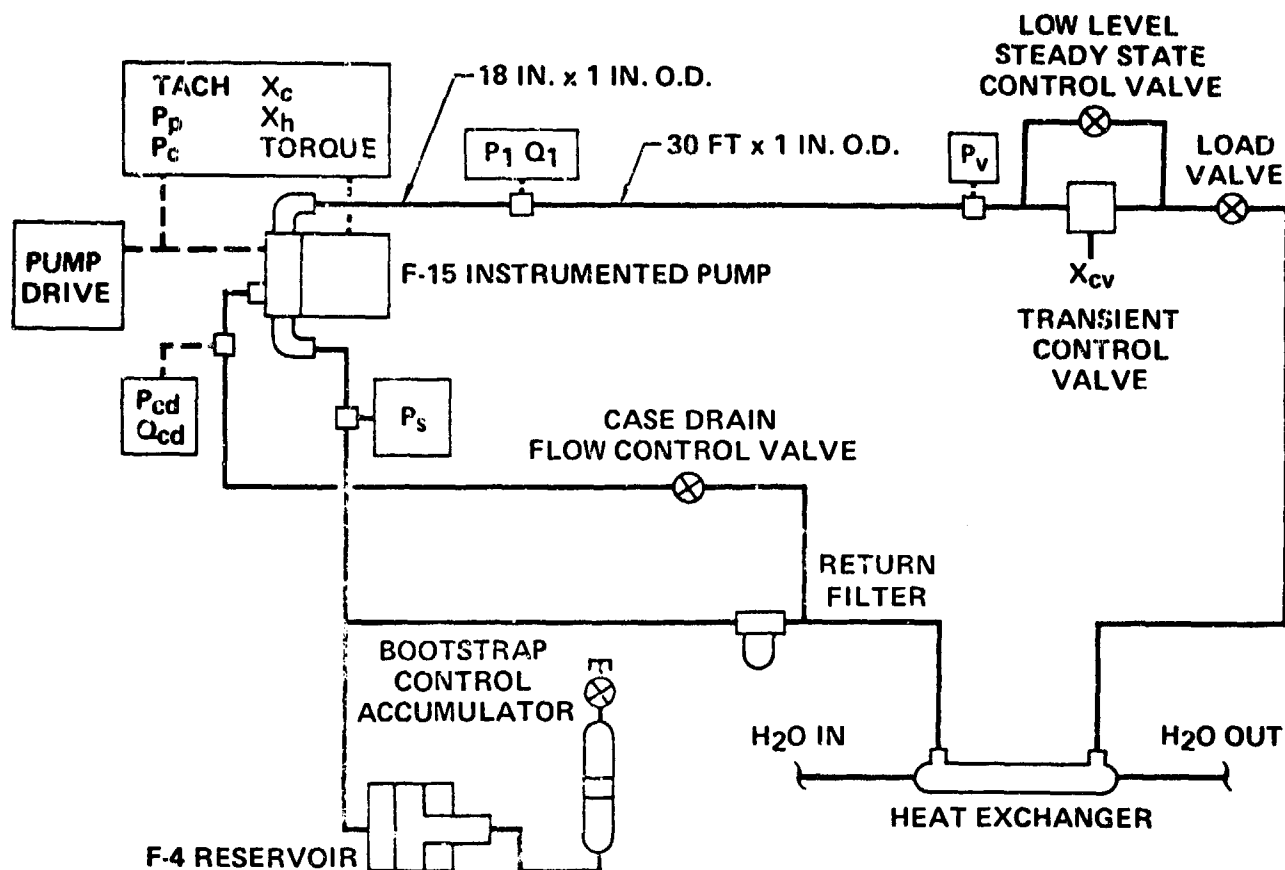 LOW LEVEL
STEADY STATE
CONTROL VALVE
TACH Xc
Pp Xh
Pc TORQUE
18 IN. x 1 IN. O.D.
P1 Q1
30 FT x 1 IN. O.D.
Pv
LOAD
VALVE
PUMP
DRIVE
F-15 INSTRUMENTED PUMP
Xcv
TRANSIENT
CONTROL
VALVE
Pcd
Qcd
Ps
CASE DRAIN
FLOW CONTROL VALVE
RETURN
FILTER
BOOTSTRAP
CONTROL
ACCUMULATOR
H2O IN
H2O OUT
HEAT EXCHANGER
F-4 RESERVOIR